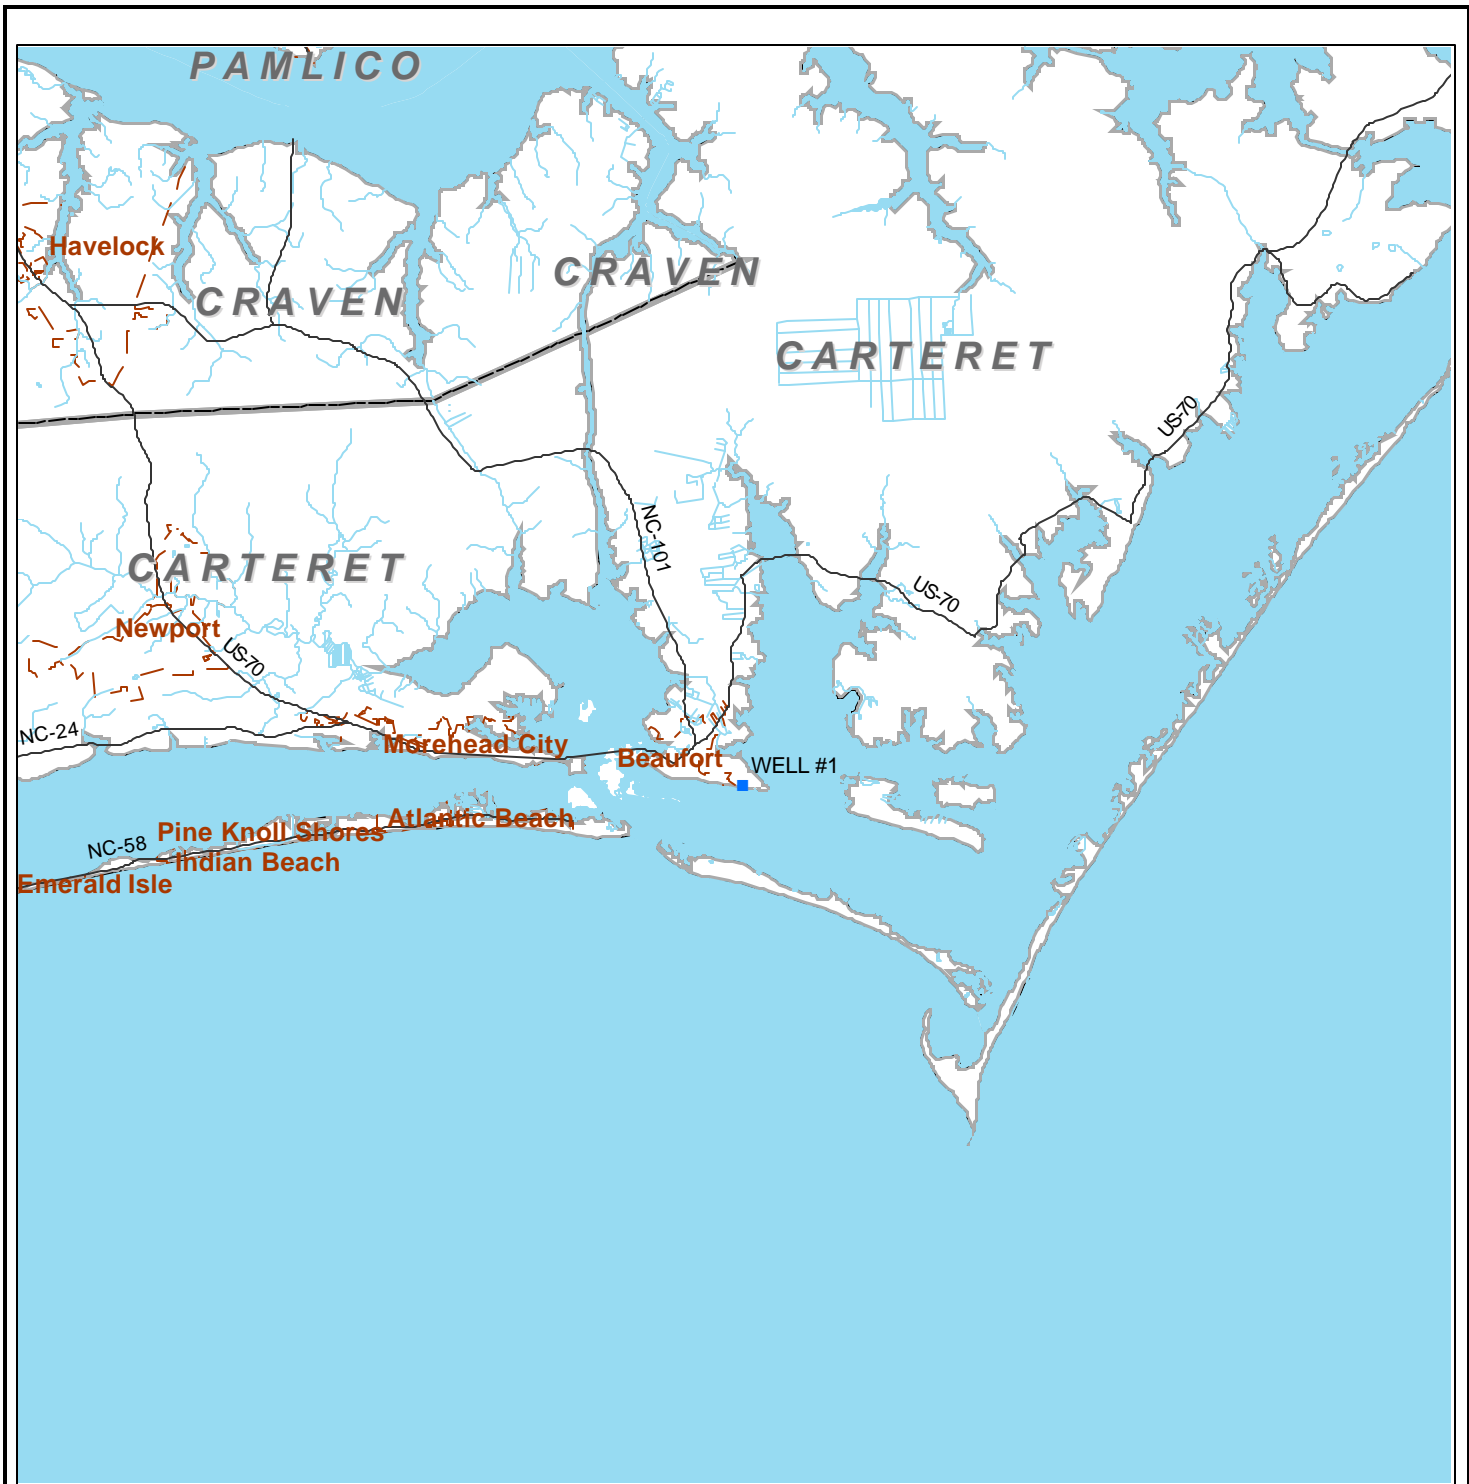 PAMLICO
Havelock
CRAVEN
CRAVEN
CARTERET
US-70
NC-101
CARTERET
US-70
Newport
US-70
NC-24
Morehead City
Beaufort
WELL #1
Atlantic Beach
Pine Knoll Shores
NC-58
Indian Beach
Emerald Isle